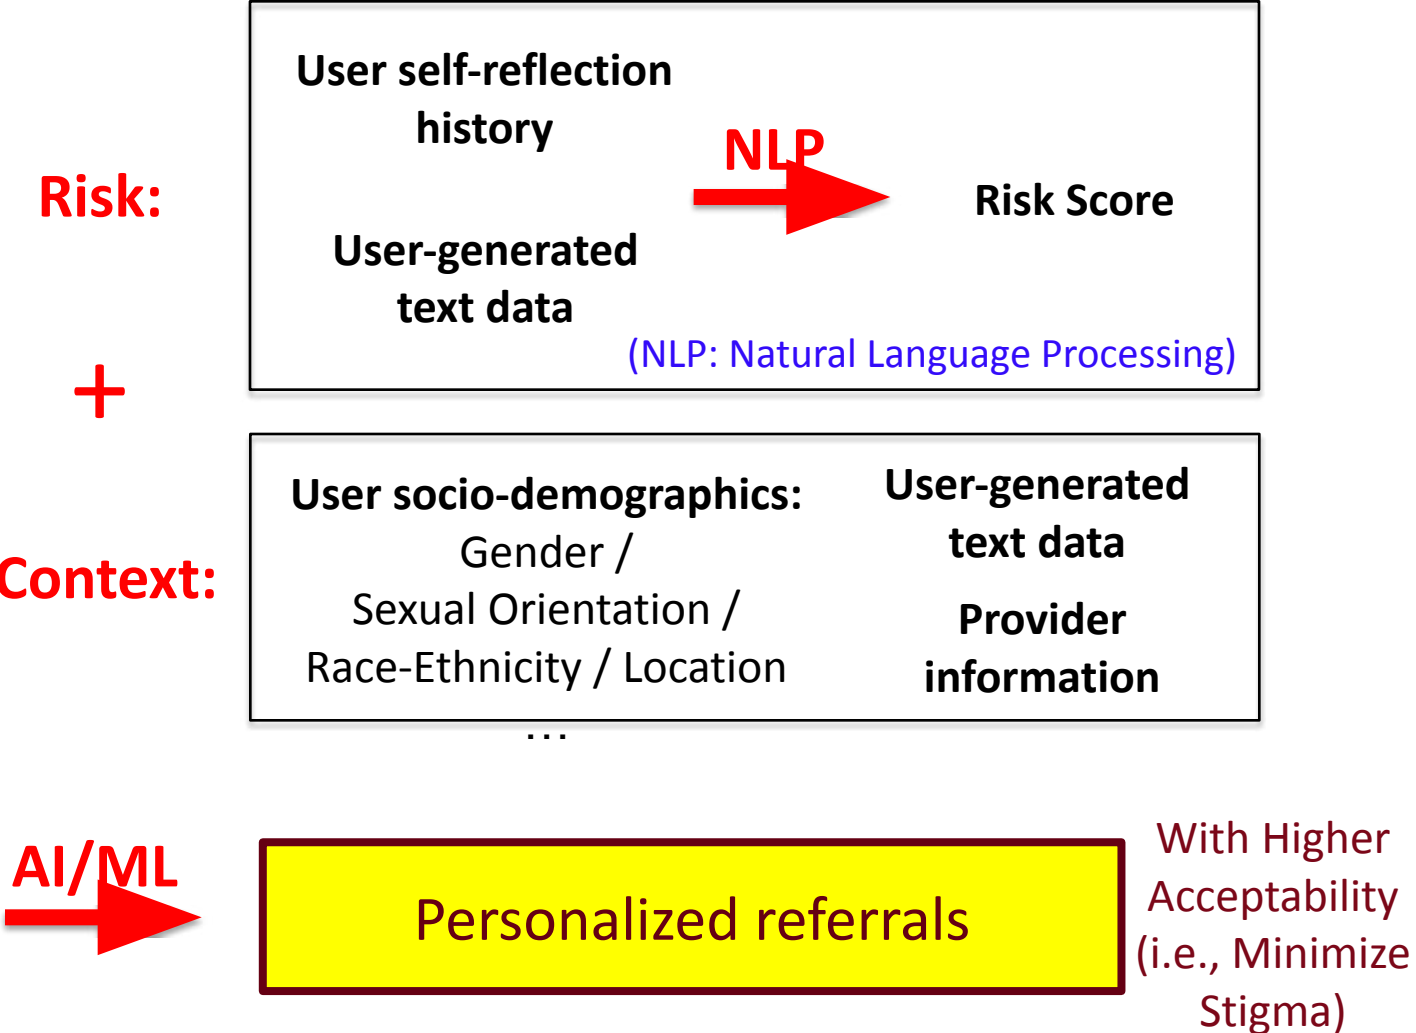 User self-reflection
history
NLP
Risk:
Risk Score
User-generated
text data
(NLP: Natural Language Processing)
+
User socio-demographics:
Gender /
Sexual Orientation /
Race-Ethnicity / Location
...
User-generated
text data
Provider
information
Context:
AI/ML
Personalized referrals
With Higher
Acceptability
(i.e., Minimize
Stigma)